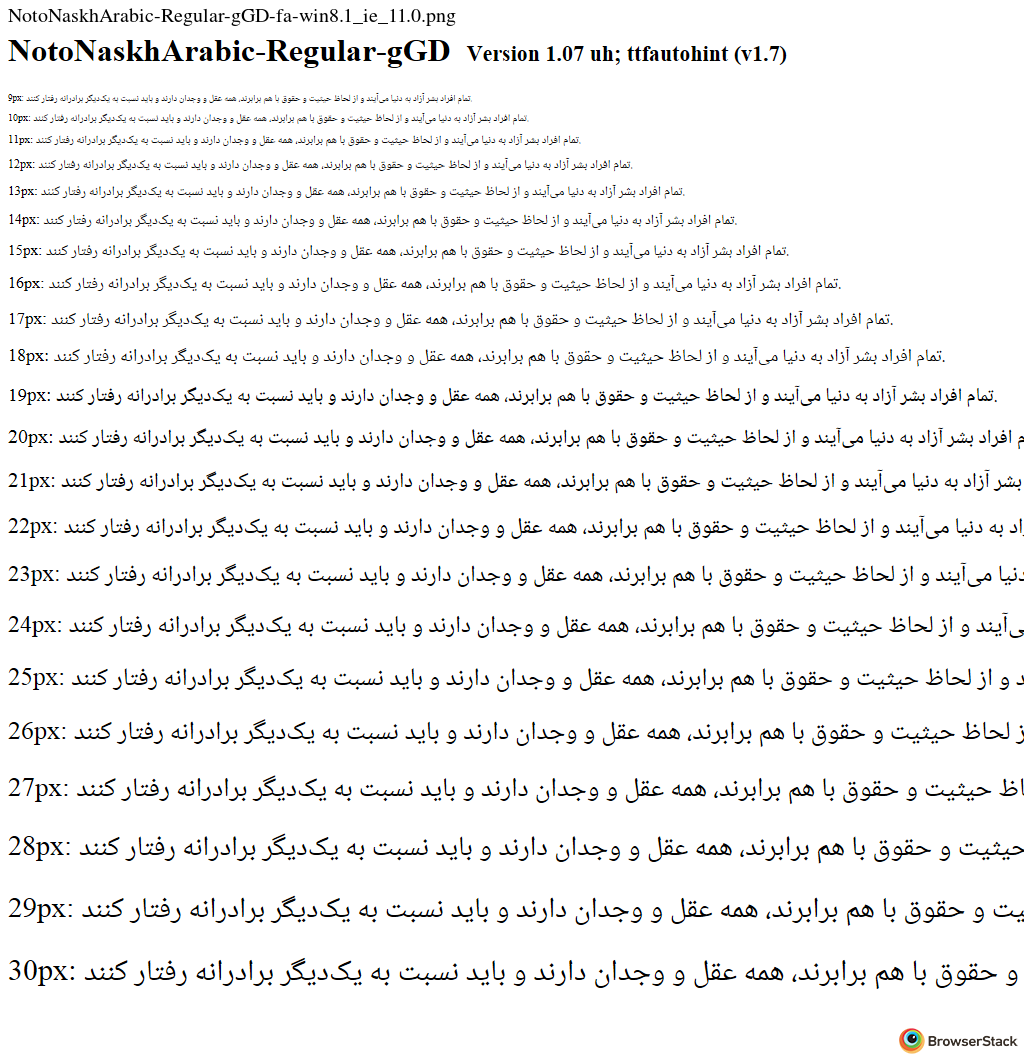 NotoNaskhArabic-Regular-gGD-fa-win8.1_ie_11.0.png
NotoNaskhArabic-Regular-gGD Version 1.07 uh; ttfautohint (v1.7)
9px: تمام افراد بشر آزاد به دنیا می‌آیند و از لحاظ حیثیت و حقوق با هم برابرند، همه عقل و وجدان دارند و باید نسبت به یک‌دیگر برادرانه رفتار کنند.
10px: تمام افراد بشر آزاد به دنیا می‌آیند و از لحاظ حیثیت و حقوق با هم برابرند، همه عقل و وجدان دارند و باید نسبت به یک‌دیگر برادرانه رفتار کنند.
11px: تمام افراد بشر آزاد به دنیا می‌آیند و از لحاظ حیثیت و حقوق با هم برابرند، همه عقل و وجدان دارند و باید نسبت به یک‌دیگر برادرانه رفتار کنند.
12px: تمام افراد بشر آزاد به دنیا می‌آیند و از لحاظ حیثیت و حقوق با هم برابرند، همه عقل و وجدان دارند و باید نسبت به یک‌دیگر برادرانه رفتار کنند.
13px: تمام افراد بشر آزاد به دنیا می‌آیند و از لحاظ حیثیت و حقوق با هم برابرند، همه عقل و وجدان دارند و باید نسبت به یک‌دیگر برادرانه رفتار کنند.
14px: تمام افراد بشر آزاد به دنیا می‌آیند و از لحاظ حیثیت و حقوق با هم برابرند، همه عقل و وجدان دارند و باید نسبت به یک‌دیگر برادرانه رفتار کنند.
15px: تمام افراد بشر آزاد به دنیا می‌آیند و از لحاظ حیثیت و حقوق با هم برابرند، همه عقل و وجدان دارند و باید نسبت به یک‌دیگر برادرانه رفتار کنند.
16px: تمام افراد بشر آزاد به دنیا می‌آیند و از لحاظ حیثیت و حقوق با هم برابرند، همه عقل و وجدان دارند و باید نسبت به یک‌دیگر برادرانه رفتار کنند.
17px: تمام افراد بشر آزاد به دنیا می‌آیند و از لحاظ حیثیت و حقوق با هم برابرند، همه عقل و وجدان دارند و باید نسبت به یک‌دیگر برادرانه رفتار کنند.
18px: تمام افراد بشر آزاد به دنیا می‌آیند و از لحاظ حیثیت و حقوق با هم برابرند، همه عقل و وجدان دارند و باید نسبت به یک‌دیگر برادرانه رفتار کنند.
19px: تمام افراد بشر آزاد به دنیا می‌آیند و از لحاظ حیثیت و حقوق با هم برابرند، همه عقل و وجدان دارند و باید نسبت به یک‌دیگر برادرانه رفتار کنند.
20px: افراد بشر آزاد به دنیا می‌آیند و از لحاظ حیثیت و حقوق با هم برابرند، همه عقل و وجدان دارند و باید نسبت به یک‌دیگر برادرانه رفتار کنند
21px: بشر آزاد به دنیا می‌آیند و از لحاظ حیثیت و حقوق با هم برابرند، همه عقل و وجدان دارند و باید نسبت به یک‌دیگر برادرانه رفتار کنند
22px: به دنیا می‌آیند و از لحاظ حیثیت و حقوق با هم برابرند، همه عقل و وجدان دارند و باید نسبت به یک‌دیگر برادرانه رفتار کنند
23px: دنیا می‌آیند و از لحاظ حیثیت و حقوق با هم برابرند، همه عقل و وجدان دارند و باید نسبت به یک‌دیگر برادرانه رفتار کنند
24px: آیند و از لحاظ حیثیت و حقوق با هم برابرند، همه عقل و وجدان دارند و باید نسبت به یک‌دیگر برادرانه رفتار کنند
25px: و از لحاظ حیثیت و حقوق با هم برابرند، همه عقل و وجدان دارند و باید نسبت به یک‌دیگر برادرانه رفتار کنند
26px: لحاظ حیثیت و حقوق با هم برابرند، همه عقل و وجدان دارند و باید نسبت به یک‌دیگر برادرانه رفتار کنند
27px: حیثیت و حقوق با هم برابرند، همه عقل و وجدان دارند و باید نسبت به یک‌دیگر برادرانه رفتار کنند
28px: حیثیت و حقوق با هم برابرند، همه عقل و وجدان دارند و باید نسبت به یک‌دیگر برادرانه رفتار کنند
29px: و حقوق با هم برابرند، همه عقل و وجدان دارند و باید نسبت به یک‌دیگر برادرانه رفتار کنند
30px: و حقوق با هم برابرند، همه عقل و وجدان دارند و باید نسبت به یک‌دیگر برادرانه رفتار کنند
BrowserStack